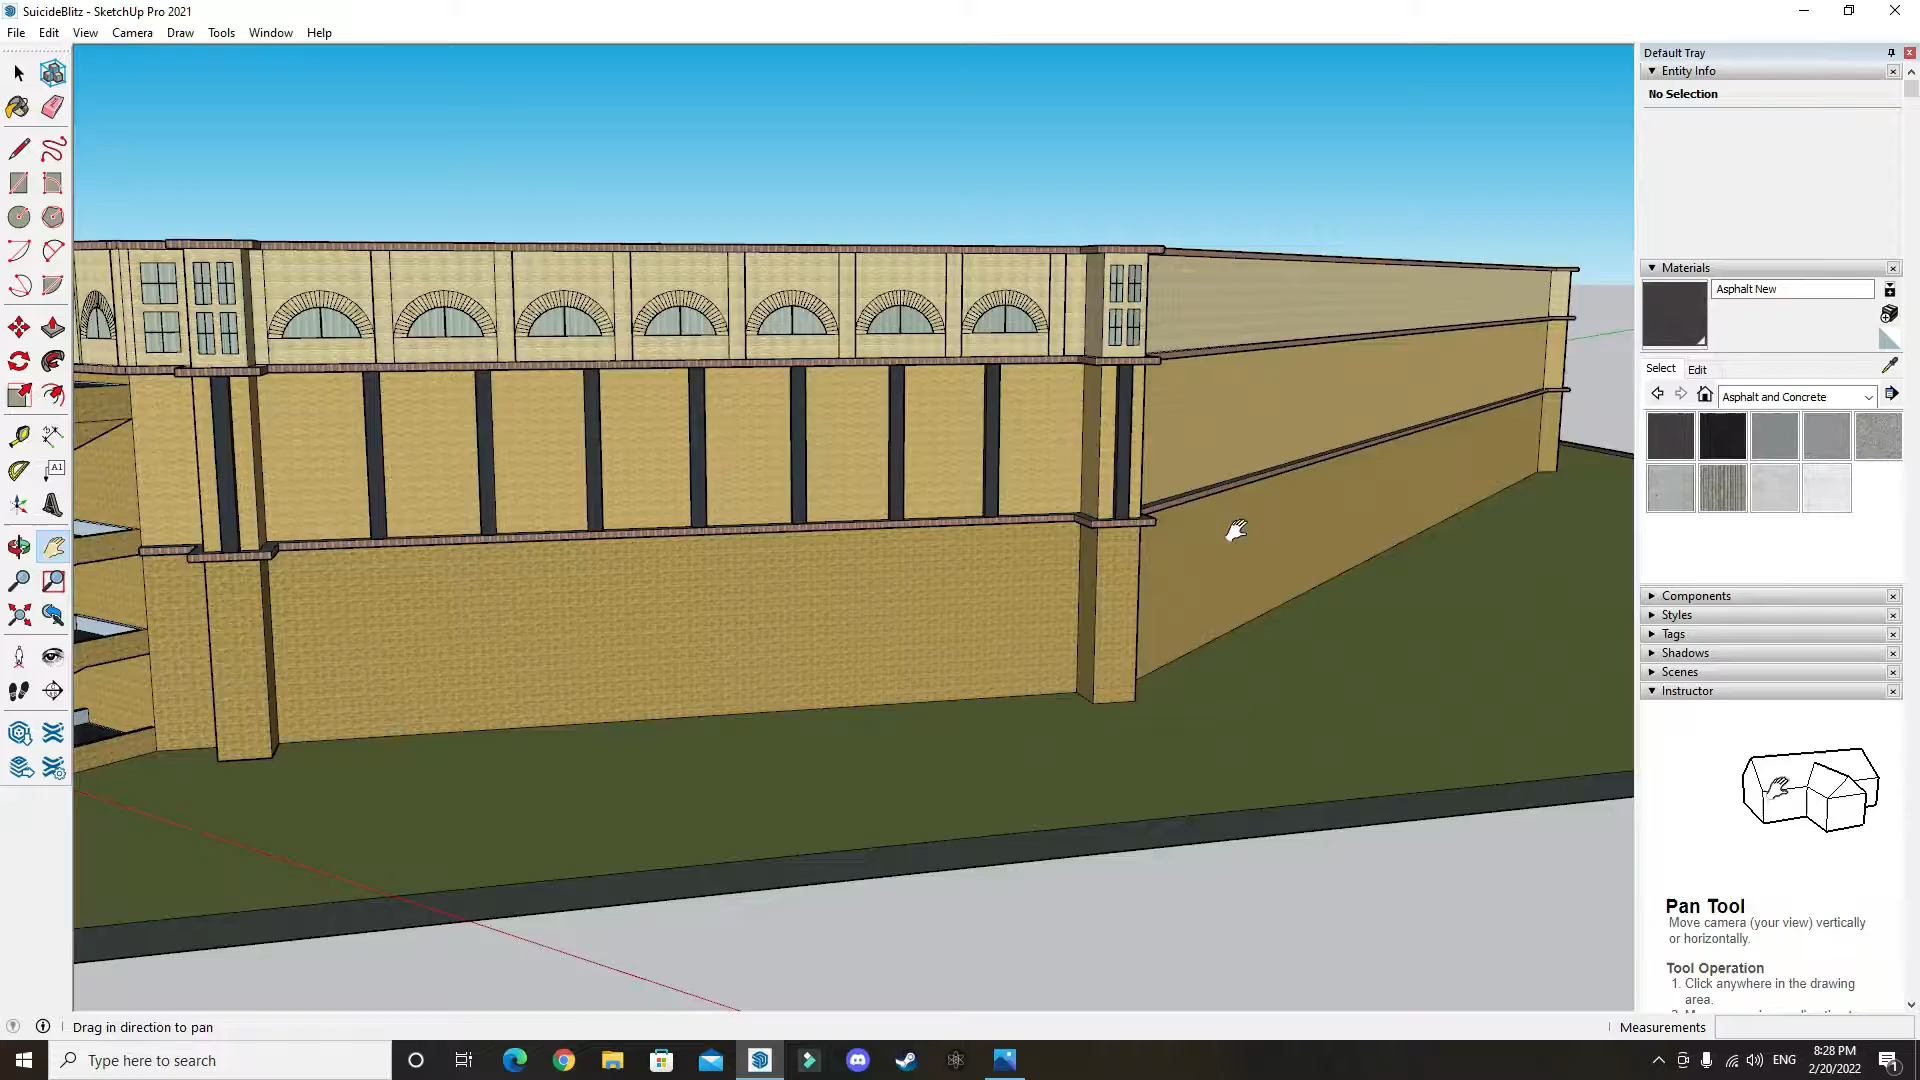 SuicideBlitz - SketchUp Pro 2021
File Edit View Camera Draw Tools Window Help
Default Tray
Entity Info
No Selection
Materials
Asphalt New
Select Edit
Asphalt and Concrete
Components
Styles
Tags
Shadows
Scenes
Instructor
Pan Tool
Move camera (your view) vertically
or horizontally.
Tool Operation
1. Click anywhere in the drawing
area.
A1
Drag in direction to pan
Measurements
Type here to search
ENG
8:28 PM
2/20/2022
1